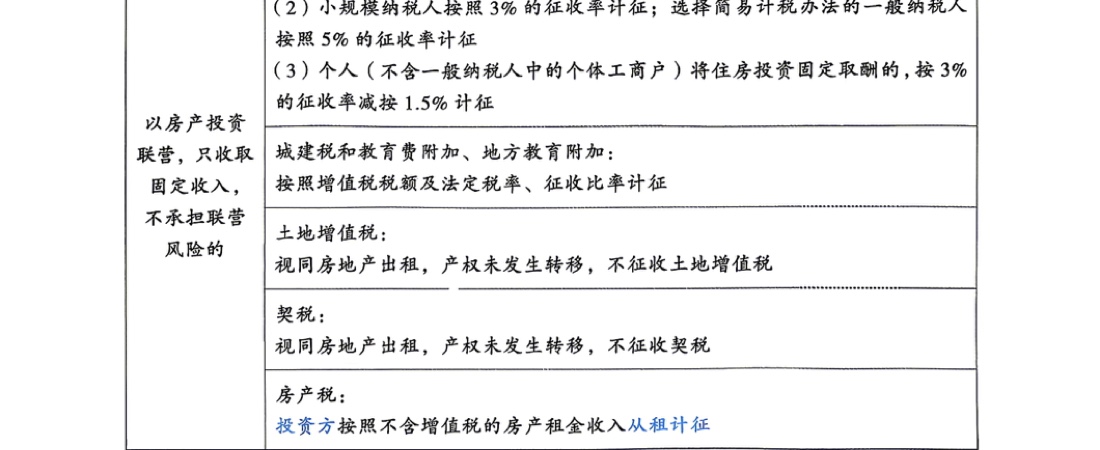 （2）小规模纳税人按照 3% 的征收率计征；选择简易计税办法的一般纳税人
按照 5% 的征收率计征
（3）个人（不含一般纳税人中的个体工商户）将住房投资固定取酬的，按 3%
的征收率减按 1.5% 计征
以房产投资
联营，只收取
固定收入，
不承担联营
风险的
城建税和教育费附加、地方教育附加：
按照增值税税额及法定税率、征收比率计征
土地增值税：
视同房地产出租，产权未发生转移，不征收土地增值税
契税：
视同房地产出租，产权未发生转移，不征收契税
房产税：
投资方按照不含增值税的房产租金收入从租计征